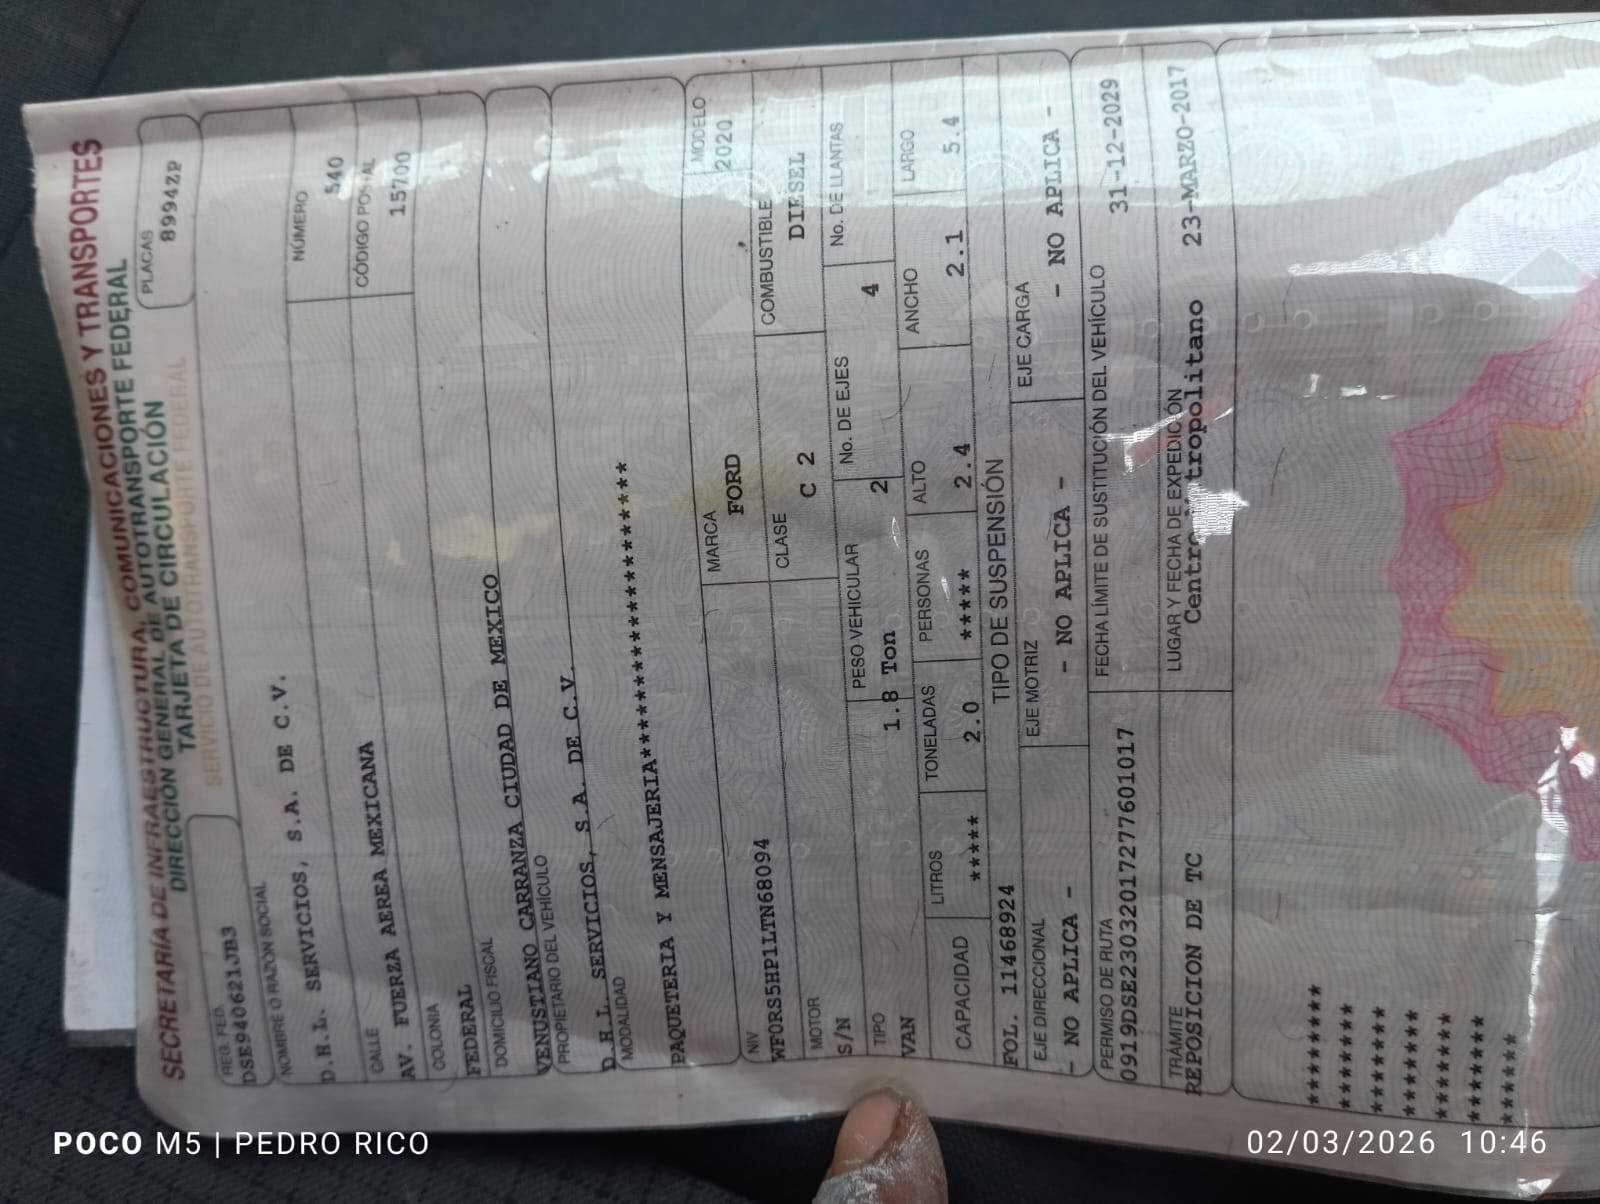 SECRETARÍA DE INFRAESTRUCTURA, COMUNICACIONES Y TRANSPORTES
DIRECCIÓN GENERAL DE AUTOTRANSPORTE FEDERAL
TARJETA DE CIRCULACIÓN
SERVICIO DE AUTOTRANSPORTE FEDERAL
PLACAS
8994ZP
REG. FED.
DSE940621JB3
NOMBRE O RAZÓN SOCIAL
D.H.L. SERVICIOS, S.A. DE C.V.
CALLE NÚMERO
AV. FUERZA AEREA MEXICANA 540
COLONIA CÓDIGO POSTAL
FEDERAL 15700
DOMICILIO FISCAL
VENUSTIANO CARRANZA CIUDAD DE MEXICO
PROPIETARIO DEL VEHÍCULO
D.H.L. SERVICIOS, S.A. DE C.V.
MODALIDAD
PAQUETERIA Y MENSAJERIA**************************
NIV MARCA MODELO
WF0RS5HP1LTN68094 FORD 2020
MOTOR CLASE COMBUSTIBLE
S/N C 2 DIESEL
TIPO PESO VEHICULAR No. DE EJES No. DE LLANTAS
VAN 1.8 Ton 2 4
CAPACIDAD LITROS TONELADAS PERSONAS ALTO ANCHO LARGO
***** 2.0 ***** 2.4 2.1 5.4
FOL. 11468924 TIPO DE SUSPENSIÓN
EJE DIRECCIONAL EJE MOTRIZ EJE CARGA
- NO APLICA - - NO APLICA - - NO APLICA -
PERMISO DE RUTA FECHA LÍMITE DE SUSTITUCIÓN DEL VEHÍCULO
0919DSE23032017277601017 31-12-2029
TRÁMITE LUGAR Y FECHA DE EXPEDICIÓN
REPOSICION DE TC Centro 23-MARZO-2017
********
*******
*******
*******
*******
*******
******
POCO M5 | PEDRO RICO
02/03/2026 10:46